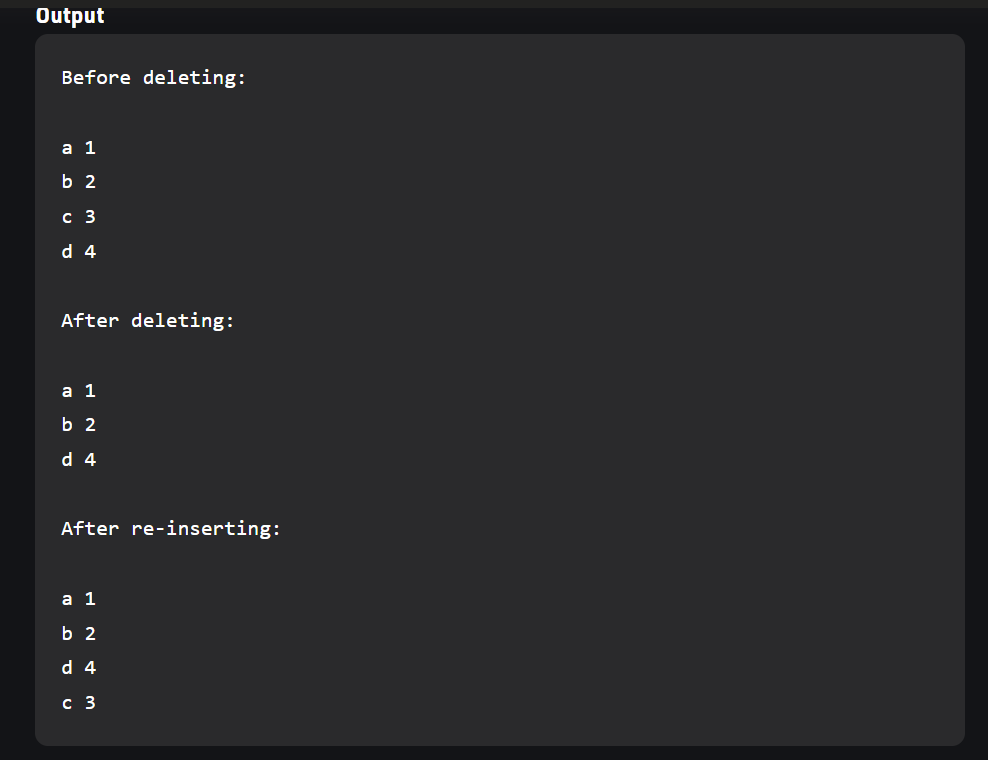 Output
Before deleting:
a 1
b 2
c 3
d 4
After deleting:
a 1
b 2
d 4
After re-inserting:
a 1
b 2
d 4
c 3